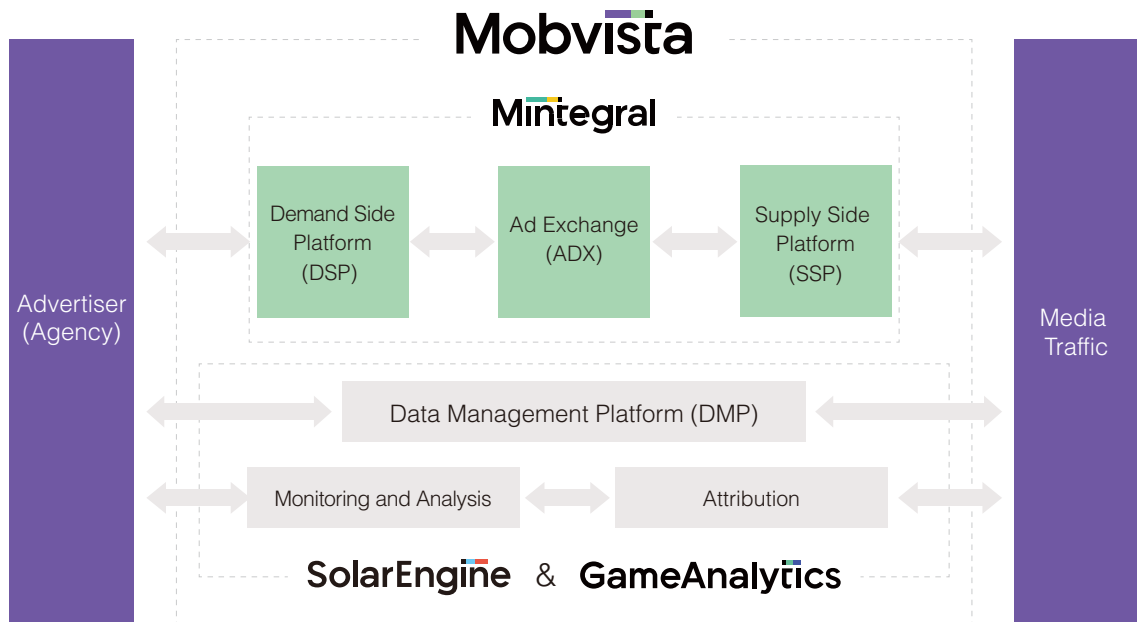 Mobvista
Mintegral
Demand Side
Platform
(DSP)
Ad Exchange
(ADX)
Supply Side
Platform
(SSP)
Advertiser
(Agency)
Media
Traffic
Data Management Platform (DMP)
Monitoring and Analysis
Attribution
SolarEngine & GameAnalytics